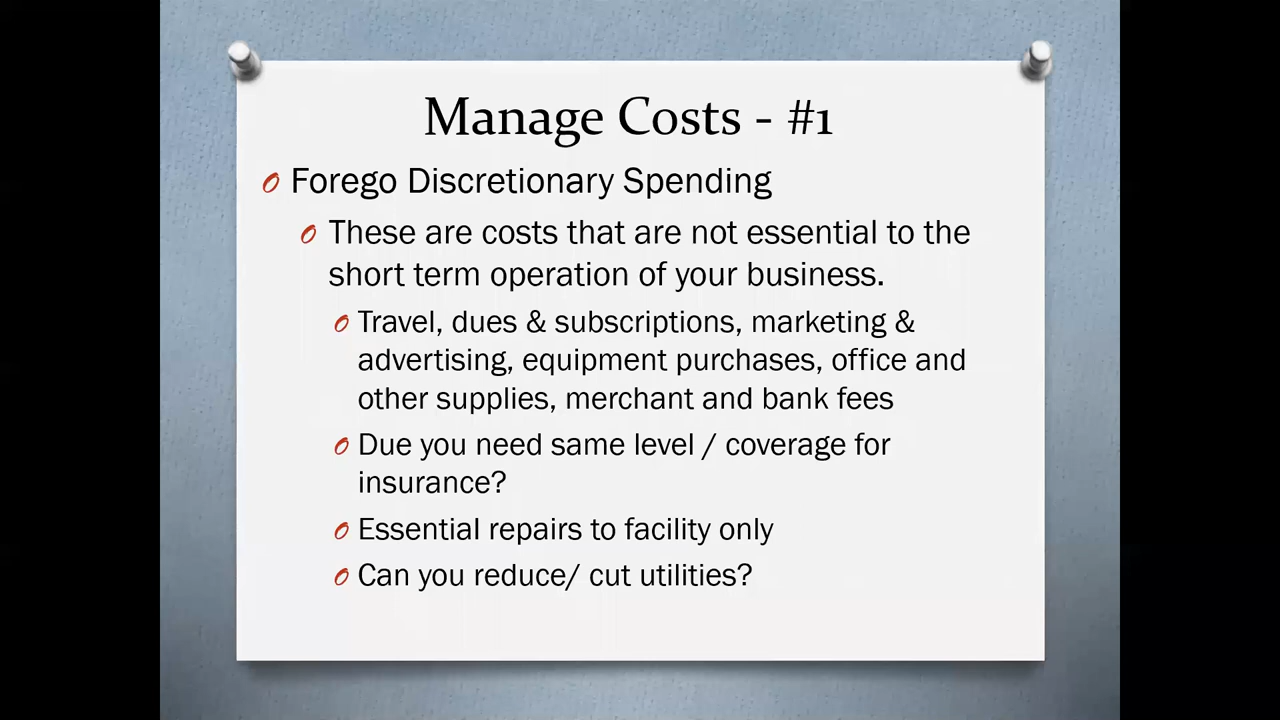 Manage Costs - #1
Forego Discretionary Spending
These are costs that are not essential to the
short term operation of your business.
Travel, dues & subscriptions, marketing &
advertising, equipment purchases, office and
other supplies, merchant and bank fees
Due you need same level / coverage for
insurance?
Essential repairs to facility only
Can you reduce/ cut utilities?